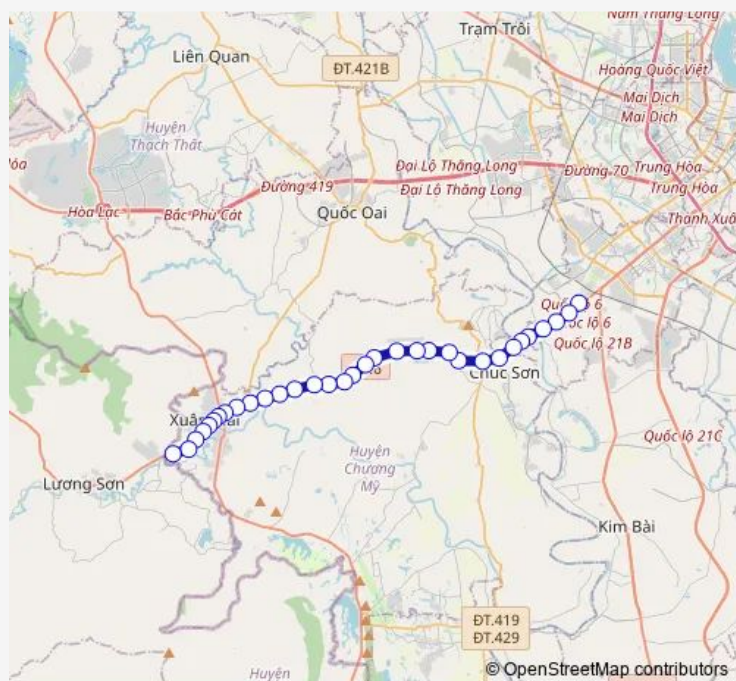 Nam Thăng Long
Trạm Trôi
Liên Quan
ĐT.421B
Hoàng Quốc Việt
Mai Dịch
Mai Dịch
Huyện
Thạch Thất
Đại Lộ Thăng Long
Đường 70
Trung Hòa
Đường 419
Đại Lộ Thăng Long
Trung Hòa
Hòa Lạc
Bắc Phú Cát
Quốc Oai
Thanh Xuân
Quốc lộ 6
Quốc lộ 6
Quốc lộ 21B
Chúc Sơn
Quốc lộ 21C
Huyện
Chương
Mỹ
Lương Sơn
Kim Bài
ĐT.419
ĐT.429
Huyện
© OpenStreetMap contributors